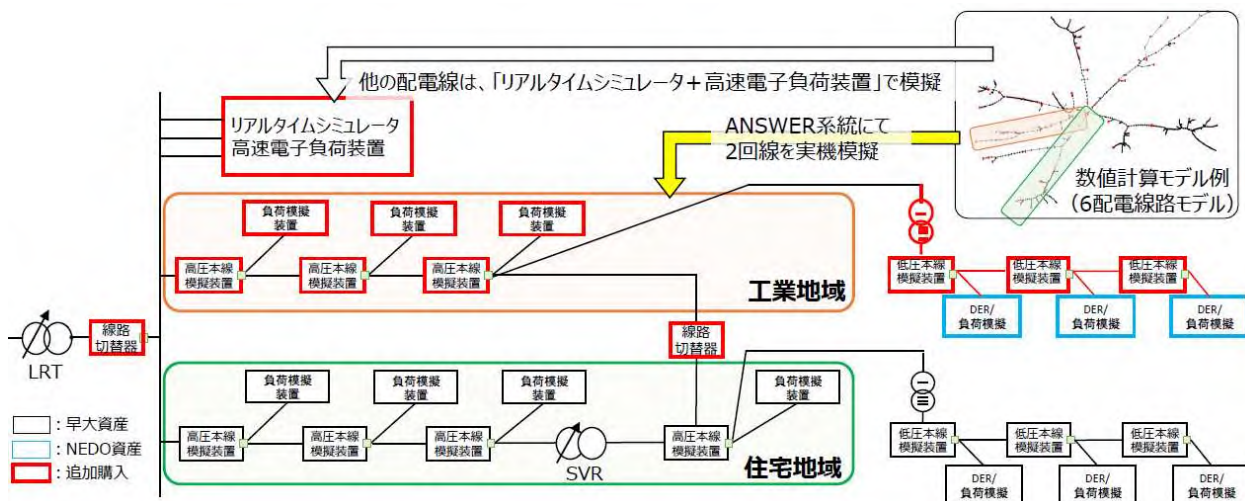 他の配電線は、「リアルタイムシミュレータ＋高速電子負荷装置」で模擬
リアルタイムシミュレータ
高速電子負荷装置
ANSWER系統にて
2回線を実機模擬
数値計算モデル例
（6配電線路モデル）
負荷模擬
装置
負荷模擬
装置
負荷模擬
装置
高圧本線
模擬装置
高圧本線
模擬装置
高圧本線
模擬装置
工業地域
低圧本線
模擬装置
低圧本線
模擬装置
低圧本線
模擬装置
DER/
負荷模擬
DER/
負荷模擬
DER/
負荷模擬
線路
切替器
LRT
線路
切替器
負荷模擬
装置
負荷模擬
装置
負荷模擬
装置
負荷模擬
装置
高圧本線
模擬装置
高圧本線
模擬装置
高圧本線
模擬装置
SVR
高圧本線
模擬装置
住宅地域
低圧本線
模擬装置
低圧本線
模擬装置
低圧本線
模擬装置
DER/
負荷模擬
DER/
負荷模擬
DER/
負荷模擬
：早大資産
：NEDO資産
：追加購入